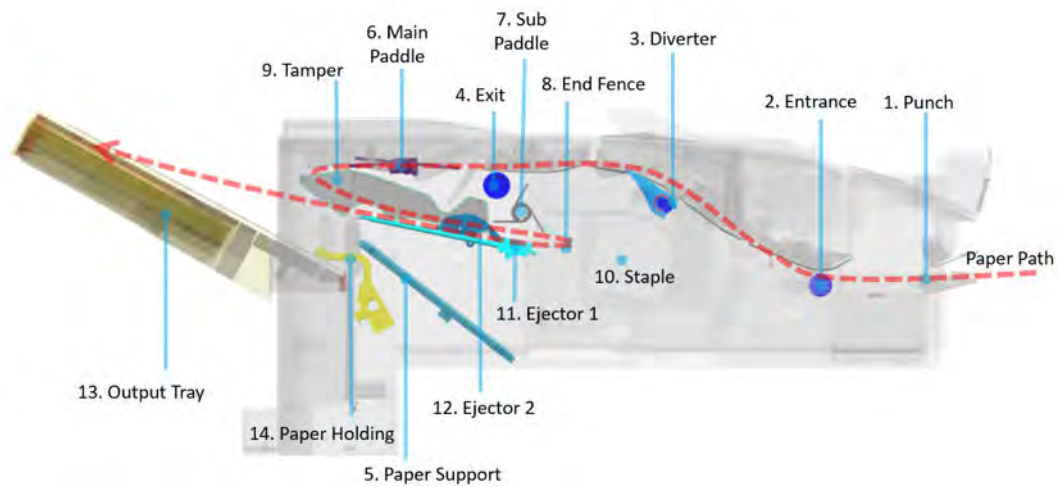 7. Sub
Paddle
6. Main
Paddle
3. Diverter
9. Tamper
8. End Fence
4. Exit
2. Entrance
1. Punch
Paper Path
10. Staple
11. Ejector 1
13. Output Tray
12. Ejector 2
14. Paper Holding
5. Paper Support